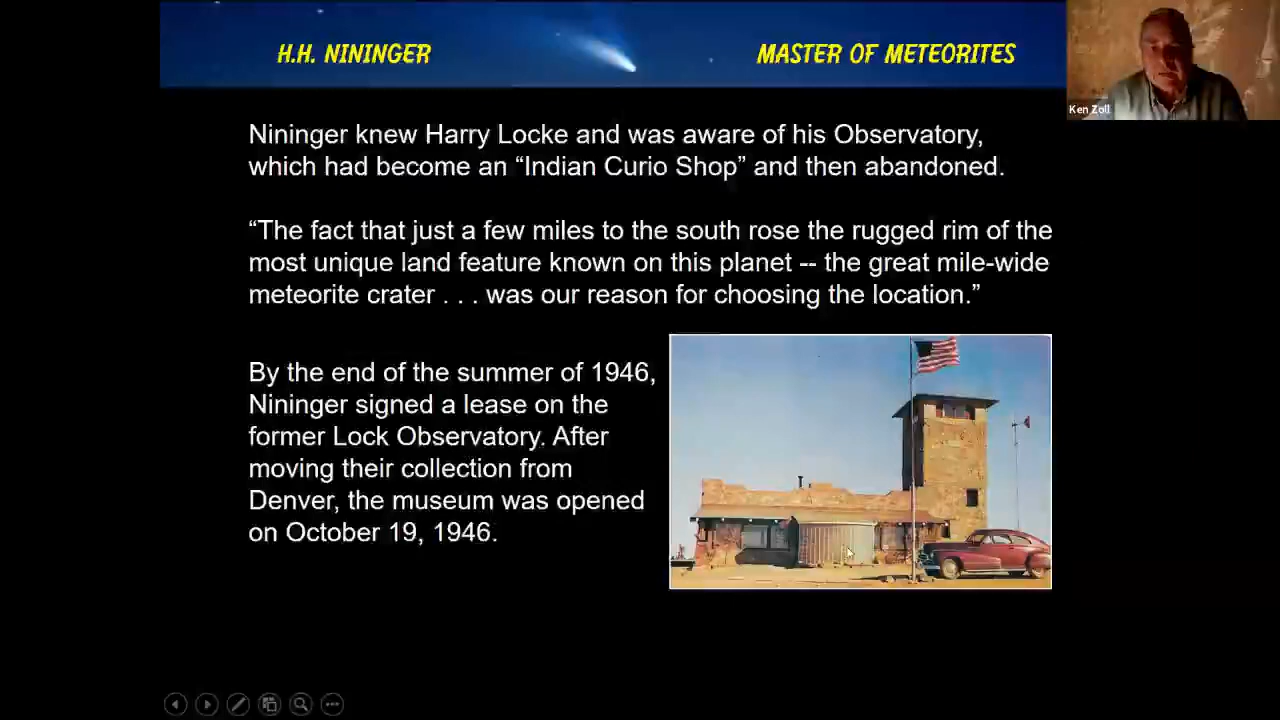 H.H. NININGER
MASTER OF METEORITES
Ken Zoll
Nininger knew Harry Locke and was aware of his Observatory,
which had become an “Indian Curio Shop” and then abandoned.
“The fact that just a few miles to the south rose the rugged rim of the
most unique land feature known on this planet -- the great mile-wide
meteorite crater . . . was our reason for choosing the location.”
By the end of the summer of 1946,
Nininger signed a lease on the
former Lock Observatory. After
moving their collection from
Denver, the museum was opened
on October 19, 1946.